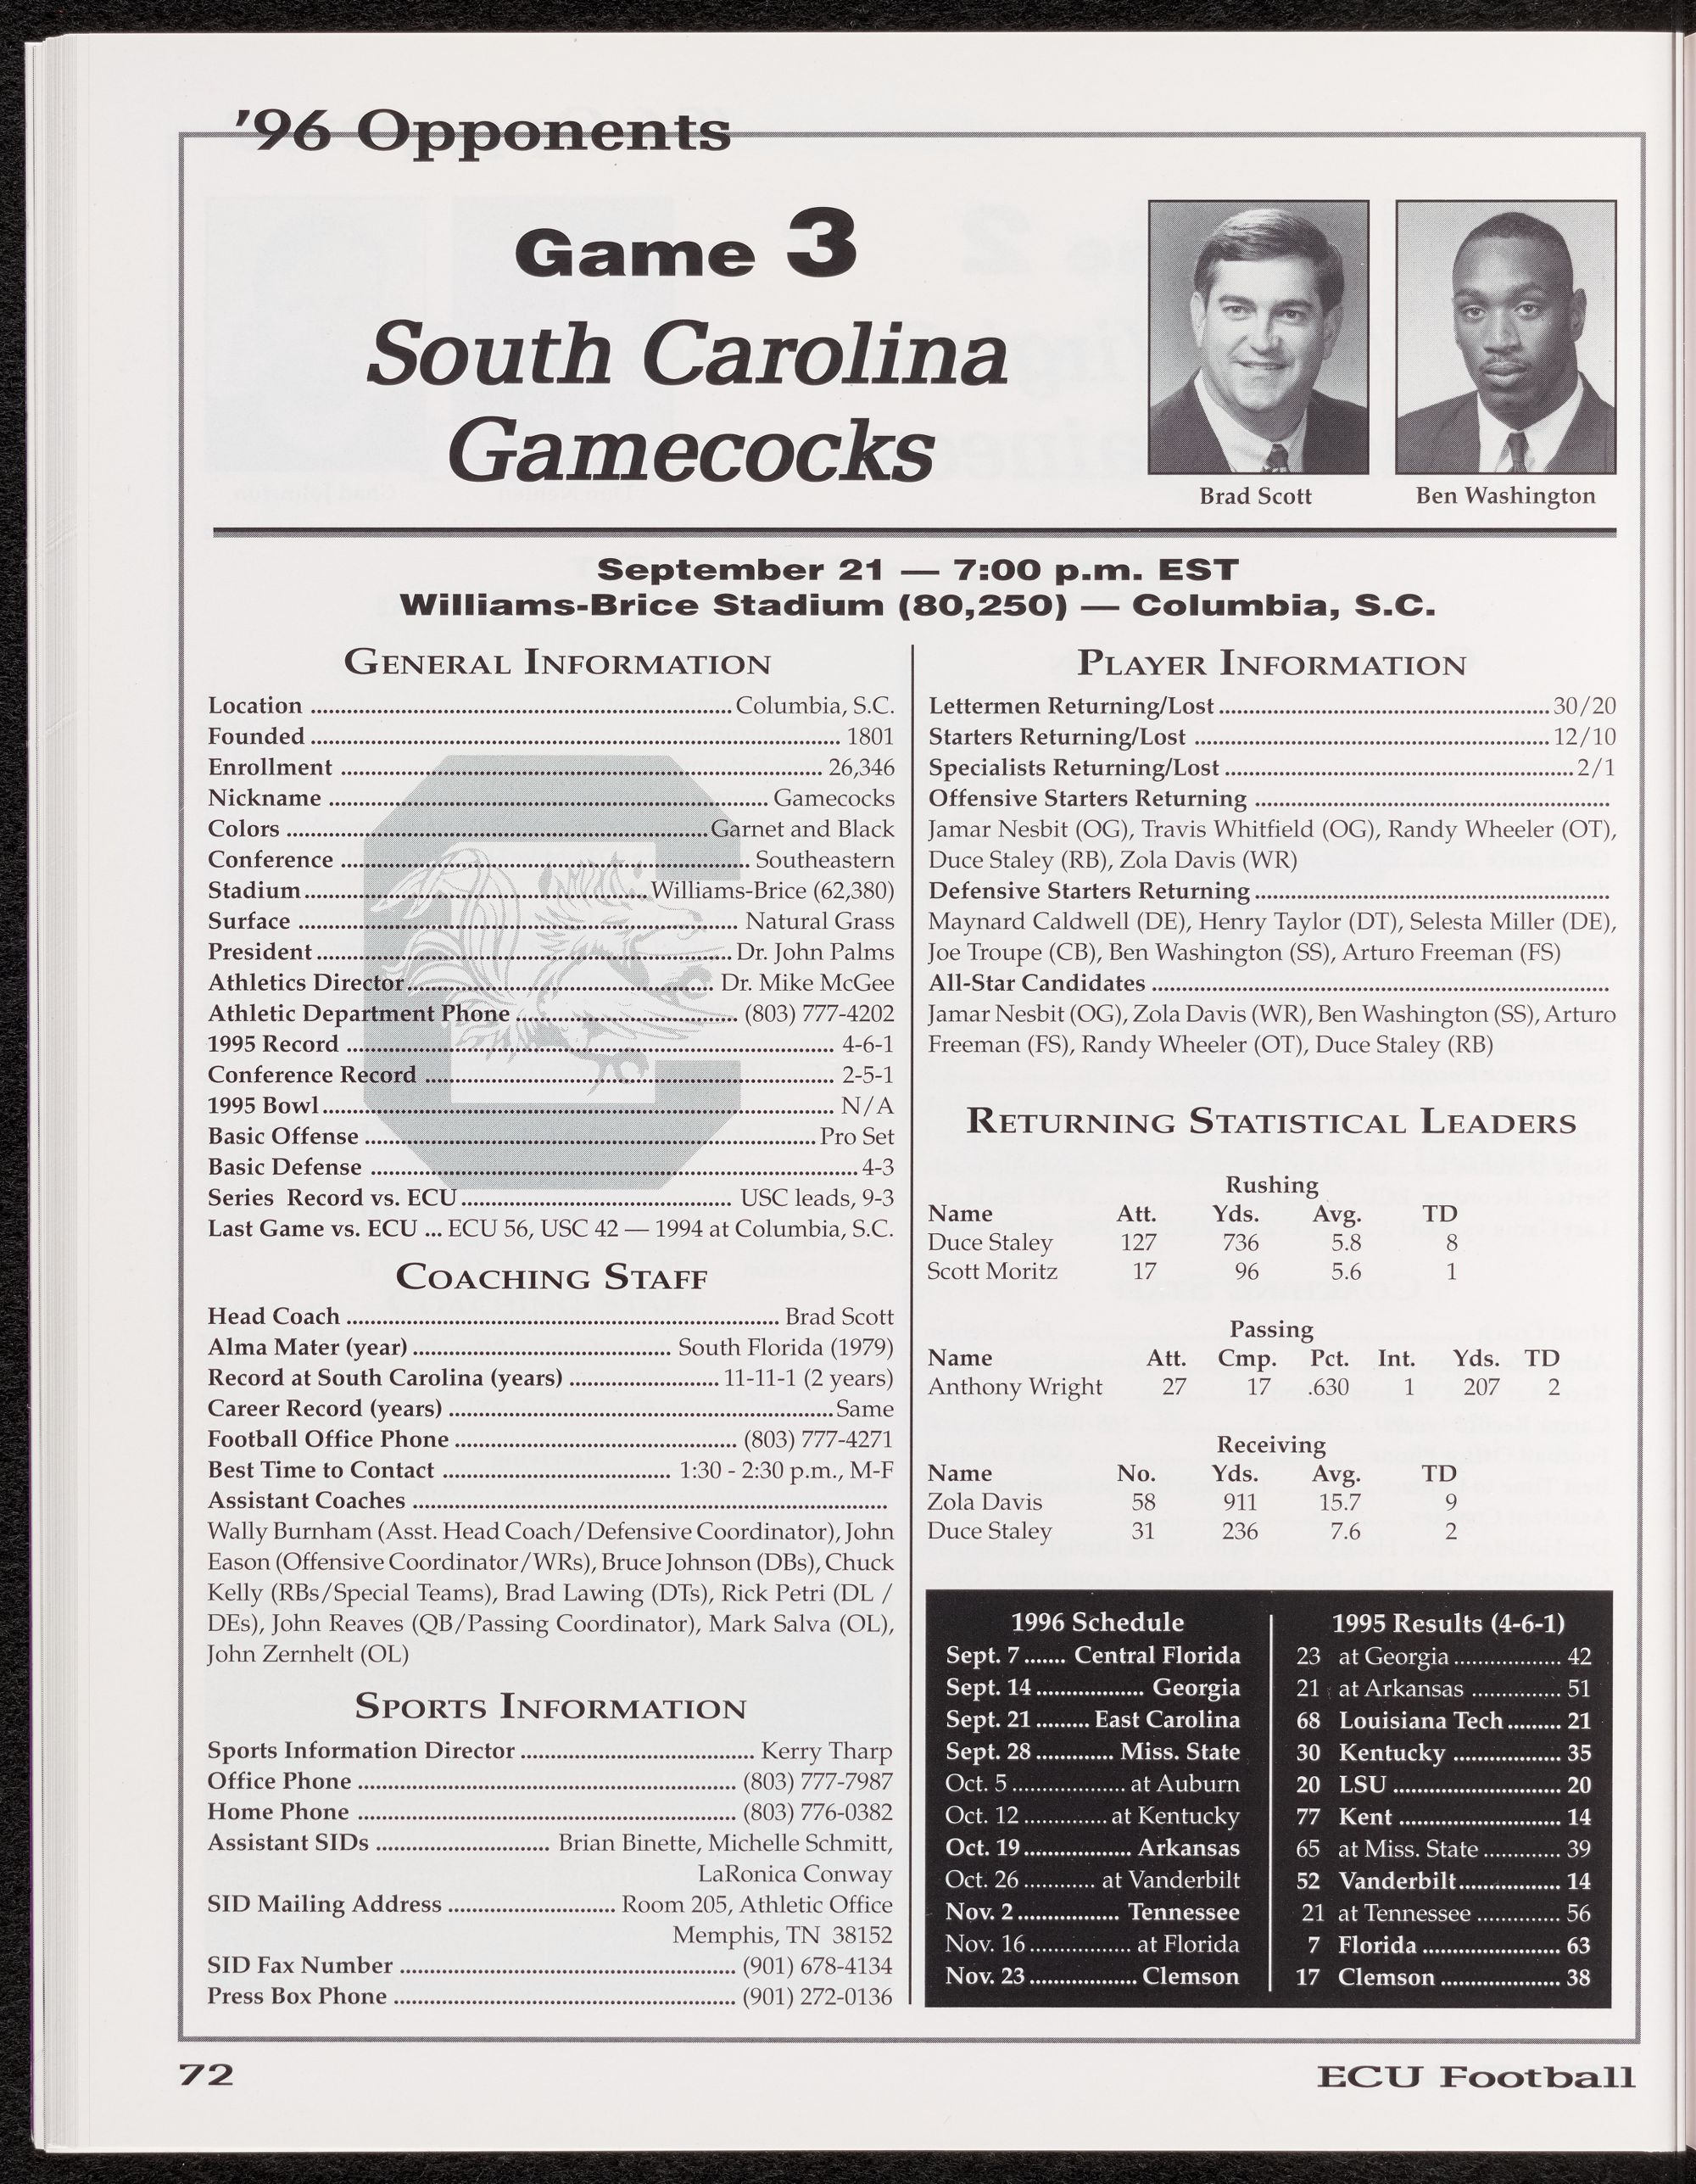 '96 Opponents
Game 3
South Carolina
Gamecocks
Brad Scott
Ben Washington
September 21 — 7:00 p.m. EST
Williams-Brice Stadium (80,250) — Columbia, S.C.
General Information
Location ........ Columbia, S.C.
Founded ........ 1801
Enrollment ........ 26,346
Nickname ........ Gamecocks
Colors ........ Garnet and Black
Conference ........ Southeastern
Stadium ........ Williams-Brice (62,380)
Surface ........ Natural Grass
President ........ Dr. John Palms
Athletics Director ........ Dr. Mike McGee
Athletic Department Phone ........ (803) 777-4202
1995 Record ........ 4-6-1
Conference Record ........ 2-5-1
1995 Bowl ........ N/A
Basic Offense ........ Pro Set
Basic Defense ........ 4-3
Series Record vs. ECU ........ USC leads, 9-3
Last Game vs. ECU ... ECU 56, USC 42 — 1994 at Columbia, S.C.
Coaching Staff
Head Coach ........ Brad Scott
Alma Mater (year) ........ South Florida (1979)
Record at South Carolina (years) ........ 11-11-1 (2 years)
Career Record (years) ........ Same
Football Office Phone ........ (803) 777-4271
Best Time to Contact ........ 1:30 - 2:30 p.m., M-F
Assistant Coaches ........
Wally Burnham (Asst. Head Coach/Defensive Coordinator), John
Eason (Offensive Coordinator/WRs), Bruce Johnson (DBs), Chuck
Kelly (RBs/Special Teams), Brad Lawing (DTs), Rick Petri (DL /
DEs), John Reaves (QB/Passing Coordinator), Mark Salva (OL),
John Zernhelt (OL)
Sports Information
Sports Information Director ........ Kerry Tharp
Office Phone ........ (803) 777-7987
Home Phone ........ (803) 776-0382
Assistant SIDs ........ Brian Binette, Michelle Schmitt,
LaRonica Conway
SID Mailing Address ........ Room 205, Athletic Office
Memphis, TN 38152
SID Fax Number ........ (901) 678-4134
Press Box Phone ........ (901) 272-0136
Player Information
Lettermen Returning/Lost ........ 30/20
Starters Returning/Lost ........ 12/10
Specialists Returning/Lost ........ 2/1
Offensive Starters Returning ........
Jamar Nesbit (OG), Travis Whitfield (OG), Randy Wheeler (OT),
Duce Staley (RB), Zola Davis (WR)
Defensive Starters Returning ........
Maynard Caldwell (DE), Henry Taylor (DT), Selesta Miller (DE),
Joe Troupe (CB), Ben Washington (SS), Arturo Freeman (FS)
All-Star Candidates ........
Jamar Nesbit (OG), Zola Davis (WR), Ben Washington (SS), Arturo
Freeman (FS), Randy Wheeler (OT), Duce Staley (RB)
Returning Statistical Leaders
Rushing
Name Att. Yds. Avg. TD
Duce Staley 127 736 5.8 8
Scott Moritz 17 96 5.6 1
Passing
Name Att. Cmp. Pct. Int. Yds. TD
Anthony Wright 27 17 .630 1 207 2
Receiving
Name No. Yds. Avg. TD
Zola Davis 58 911 15.7 9
Duce Staley 31 236 7.6 2
1996 Schedule
Sept. 7 ....... Central Florida
Sept. 14 ........ Georgia
Sept. 21 ........ East Carolina
Sept. 28 ........ Miss. State
Oct. 5 ........ at Auburn
Oct. 12 ........ at Kentucky
Oct. 19 ........ Arkansas
Oct. 26 ........ at Vanderbilt
Nov. 2 ........ Tennessee
Nov. 16 ........ at Florida
Nov. 23 ........ Clemson
1995 Results (4-6-1)
23 at Georgia ........ 42
21 at Arkansas ........ 51
68 Louisiana Tech ........ 21
30 Kentucky ........ 35
20 LSU ........ 20
77 Kent ........ 14
65 at Miss. State ........ 39
52 Vanderbilt ........ 14
21 at Tennessee ........ 56
7 Florida ........ 63
17 Clemson ........ 38
72
ECU Football